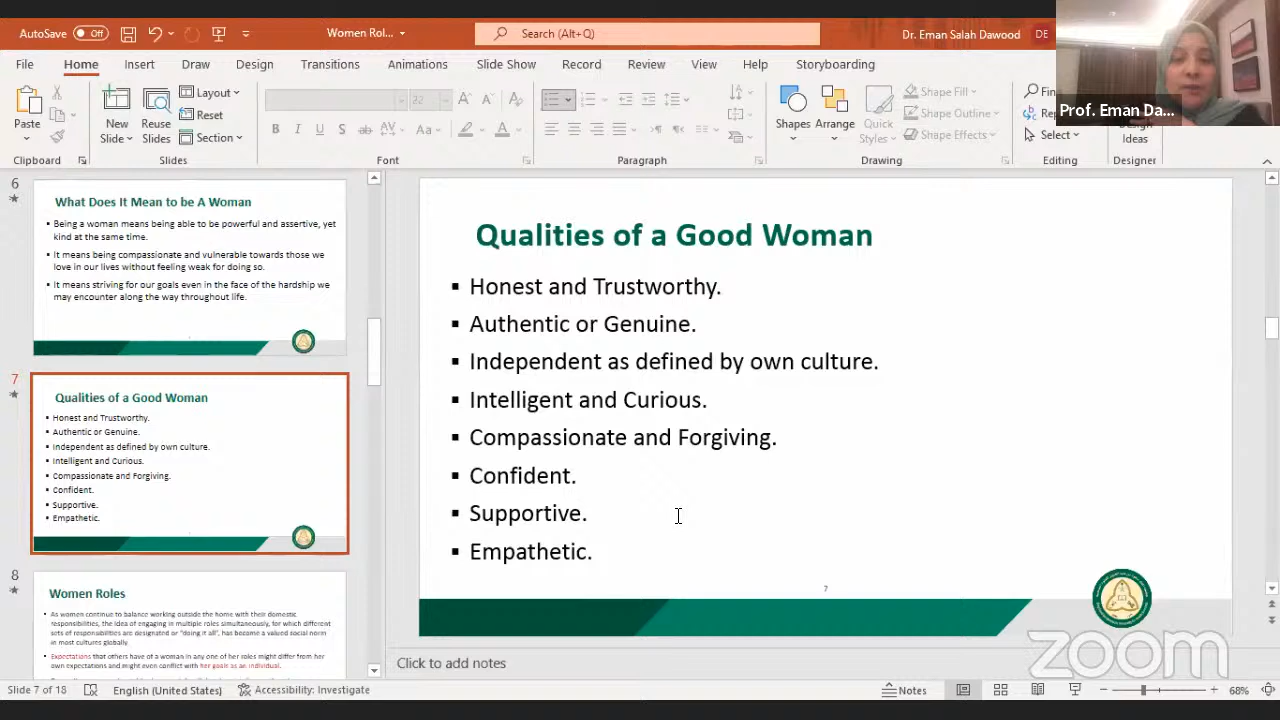 AutoSave
Off
Women Rol...
Search (Alt+Q)
Dr. Eman Salah Dawood
DE
File
Home
Insert
Draw
Design
Transitions
Animations
Slide Show
Record
Review
View
Help
Storyboarding
Prof. Eman Da...
Paste
New
Slide
Reuse
Slides
Layout
Reset
Section
22
B I U S ab AV Aa A
Shapes
Arrange
Quick
Styles
Shape Fill
Shape Outline
Shape Effects
Select
Design
Ideas
Clipboard
Slides
Font
Paragraph
Drawing
Editing
Designer
6
What Does It Mean to be A Woman
▪ Being a woman means being able to be powerful and assertive, yet
kind at the same time.
▪ It means being compassionate and vulnerable towards those we
love in our lives without feeling weak for doing so.
▪ It means striving for our goals even in the face of the hardship we
may encounter along the way throughout life.
7
Qualities of a Good Woman
▪ Honest and Trustworthy.
▪ Authentic or Genuine.
▪ Independent as defined by own culture.
▪ Intelligent and Curious.
▪ Compassionate and Forgiving.
▪ Confident.
▪ Supportive.
▪ Empathetic.
8
Women Roles
▪ As women continue to balance working outside the home with their domestic
responsibilities, the idea of engaging in multiple roles simultaneously, for which different
sets of responsibilities are designated or "doing it all", has become a valued social norm
in most cultures globally.
▪ Expectations that others have of a woman in any one of her roles might differ from her
own expectations and might even conflict with her goals as an individual.
Qualities of a Good Woman
▪ Honest and Trustworthy.
▪ Authentic or Genuine.
▪ Independent as defined by own culture.
▪ Intelligent and Curious.
▪ Compassionate and Forgiving.
▪ Confident.
▪ Supportive.
▪ Empathetic.
7
zoom
Click to add notes
Slide 7 of 18
English (United States)
Accessibility: Investigate
Notes
68%